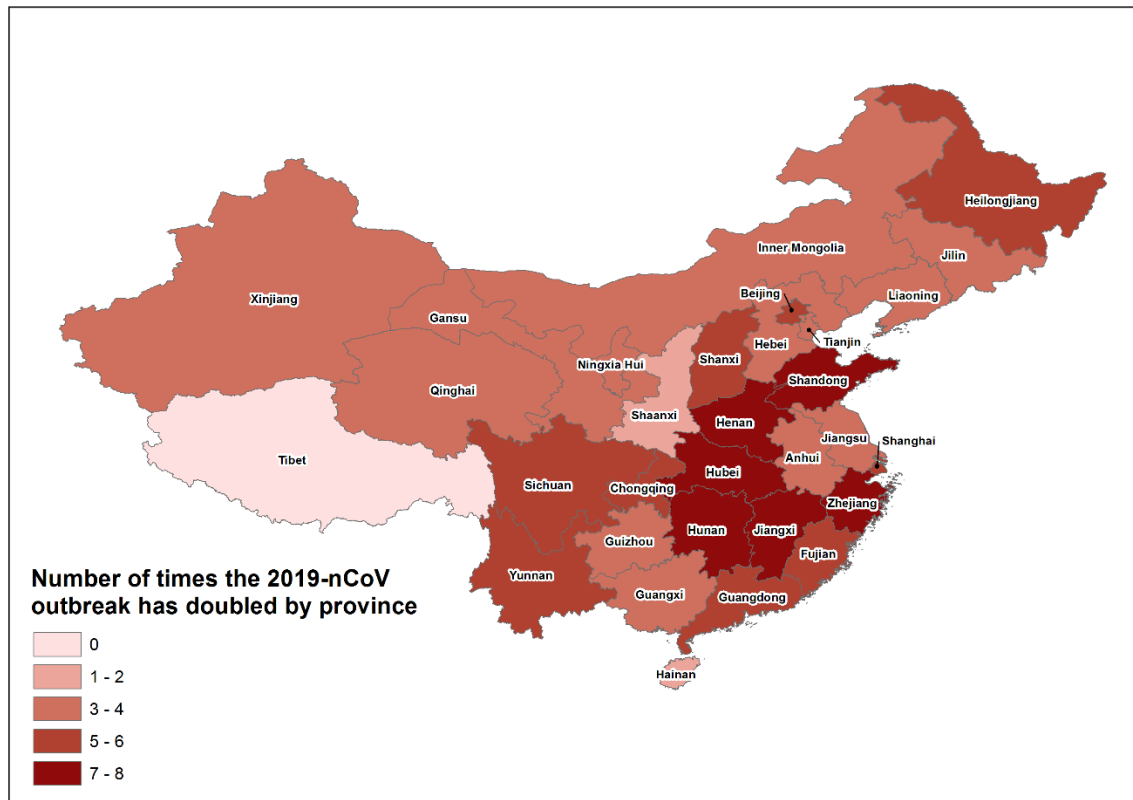 Heilongjiang
Inner Mongolia
Jilin
Xinjiang
Beijing
Liaoning
Gansu
Tianjin
Hebei
Shanxi
Ningxia Hui
Shandong
Qinghai
Shaanxi
Henan
Jiangsu
Shanghai
Anhui
Tibet
Hubei
Sichuan
Chongqing
Zhejiang
Hunan
Jiangxi
Guizhou
Fujian
Yunnan
Guangxi
Guangdong
Hainan
Number of times the 2019-nCoV
outbreak has doubled by province
0
1 - 2
3 - 4
5 - 6
7 - 8